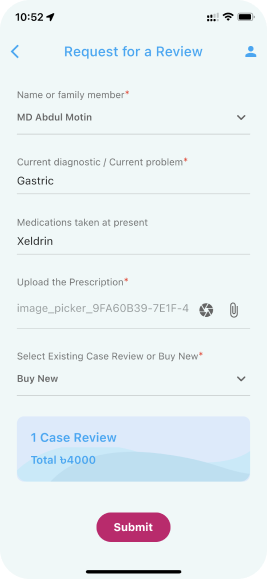 10:52
Request for a Review
Name or family member*
MD Abdul Motin
Current diagnostic / Current problem*
Gastric
Medications taken at present
Xeldrin
Upload the Prescription*
image_picker_9FA60B39-7E1F-4
Select Existing Case Review or Buy New*
Buy New
1 Case Review
Total ৳4000
Submit